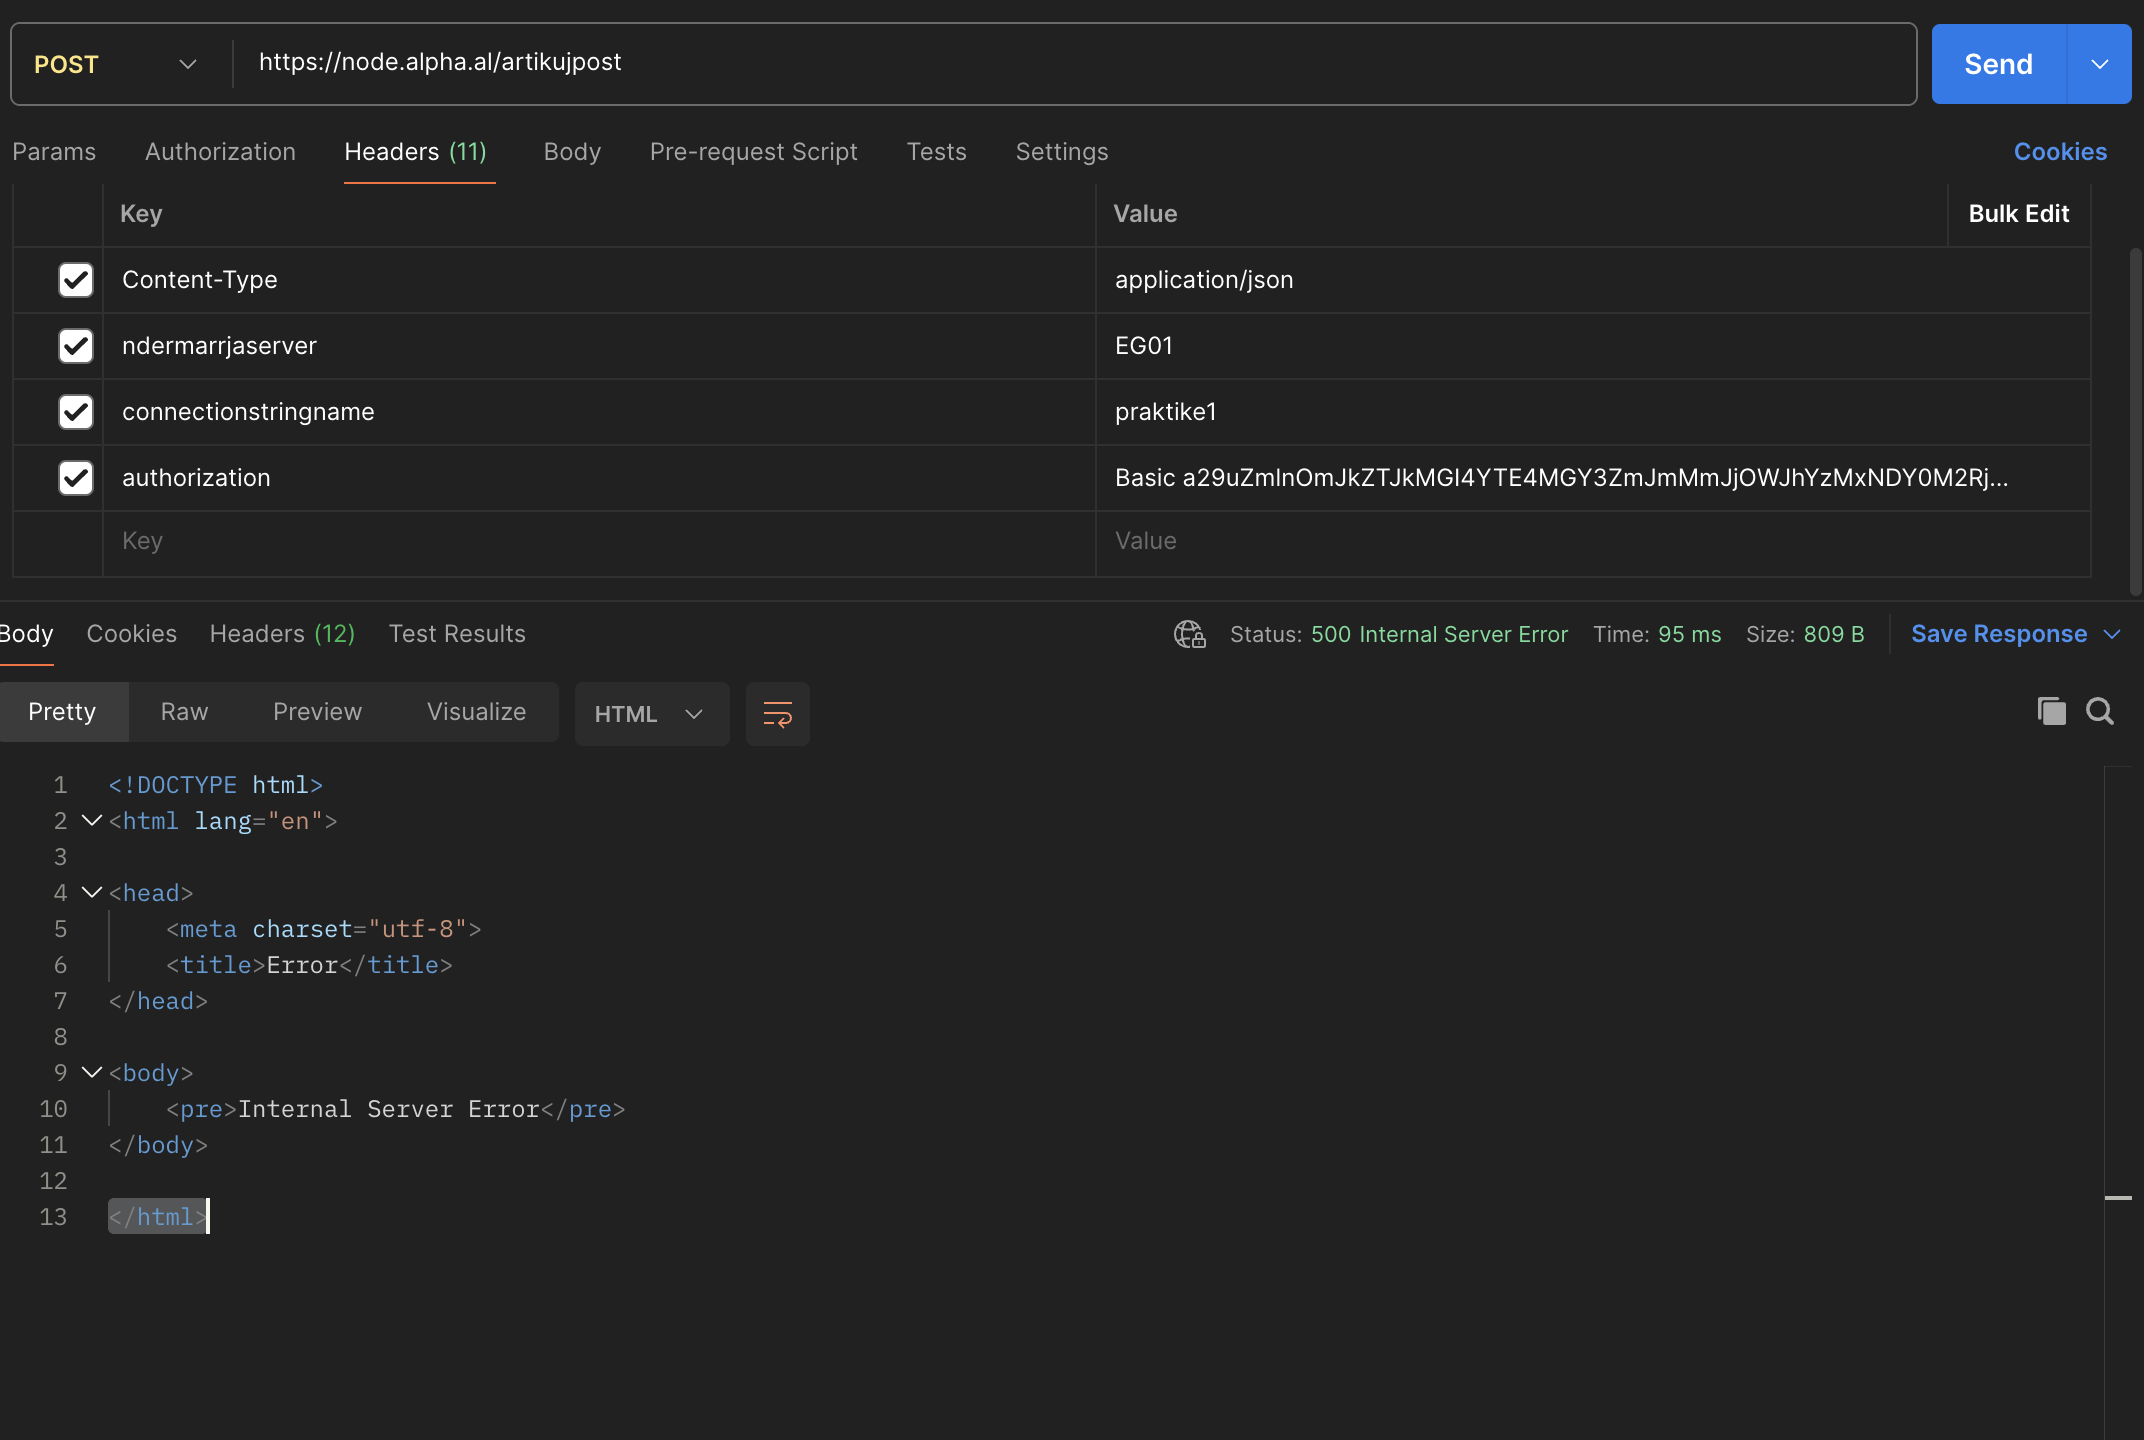 POST
https://node.alpha.al/artikujpost
Send
Params Authorization Headers (11) Body Pre-request Script Tests Settings Cookies
Key Value Bulk Edit
Content-Type application/json
ndermarrjaserver EG01
connectionstringname praktike1
authorization Basic a29uZmlnOmJkZTJkMGI4YTE4MGY3ZmJmMmJjOWJhYzMxNDY0M2Rj...
Key Value
Body Cookies Headers (12) Test Results Status: 500 Internal Server Error Time: 95 ms Size: 809 B Save Response
Pretty Raw Preview Visualize HTML
1 <!DOCTYPE html>
2 <html lang="en">
3
4 <head>
5 <meta charset="utf-8">
6 <title>Error</title>
7 </head>
8
9 <body>
10 <pre>Internal Server Error</pre>
11 </body>
12
13 </html>